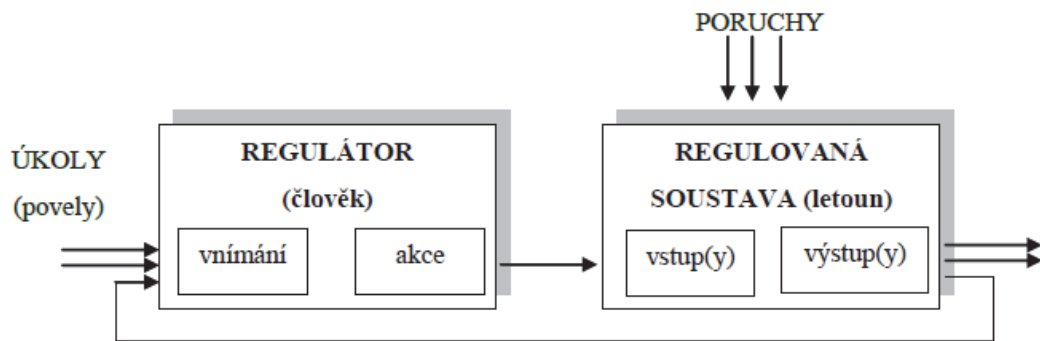 PORUCHY
ÚKOLY
(povely)
REGULÁTOR
(člověk)
vnímání
akce
REGULOVANÁ
SOUSTAVA (letoun)
vstup(y)
výstup(y)